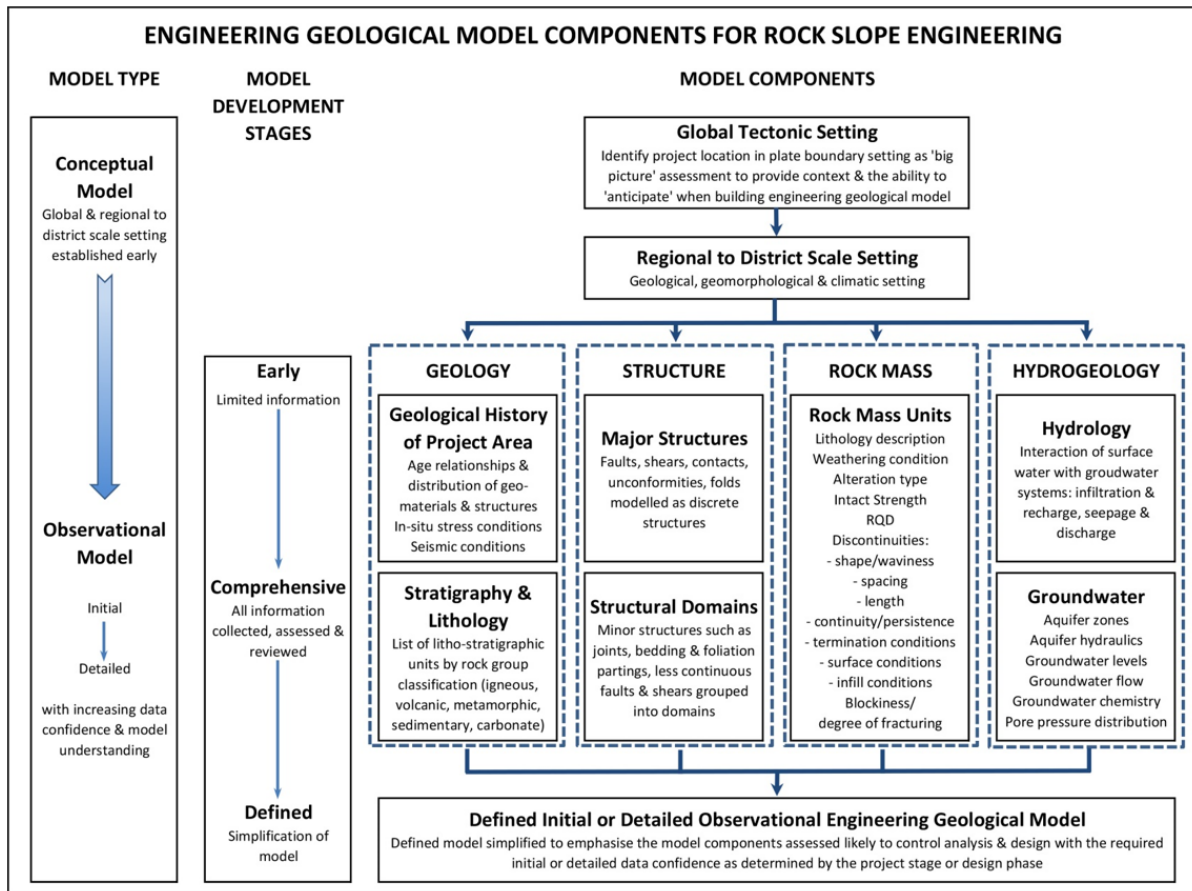 ENGINEERING GEOLOGICAL MODEL COMPONENTS FOR ROCK SLOPE ENGINEERING
MODEL TYPE
MODEL
DEVELOPMENT
STAGES
MODEL COMPONENTS
Conceptual
Model
Global & regional to
district scale setting
established early
Observational
Model
Initial
Detailed
with increasing data
confidence & model
understanding
Early
Limited information
Comprehensive
All information
collected, assessed &
reviewed
Defined
Simplification of
model
Global Tectonic Setting
Identify project location in plate boundary setting as 'big
picture' assessment to provide context & the ability to
'anticipate' when building engineering geological model
Regional to District Scale Setting
Geological, geomorphological & climatic setting
GEOLOGY
Geological History
of Project Area
Age relationships &
distribution of geo-
materials & structures
In-situ stress conditions
Seismic conditions
Stratigraphy &
Lithology
List of litho-stratigraphic
units by rock group
classification (igneous,
volcanic, metamorphic,
sedimentary, carbonate)
STRUCTURE
Major Structures
Faults, shears, contacts,
unconformities, folds
modelled as discrete
structures
Structural Domains
Minor structures such as
joints, bedding & foliation
partings, less continuous
faults & shears grouped
into domains
ROCK MASS
Rock Mass Units
Lithology description
Weathering condition
Alteration type
Intact Strength
RQD
Discontinuities:
- shape/waviness
- spacing
- length
- continuity/persistence
- termination conditions
- surface conditions
- infill conditions
Blockiness/
degree of fracturing
HYDROGEOLOGY
Hydrology
Interaction of surface
water with groudwater
systems: infiltration &
recharge, seepage &
discharge
Groundwater
Aquifer zones
Aquifer hydraulics
Groundwater levels
Groundwater flow
Groundwater chemistry
Pore pressure distribution
Defined Initial or Detailed Observational Engineering Geological Model
Defined model simplified to emphasise the model components assessed likely to control analysis & design with the required
initial or detailed data confidence as determined by the project stage or design phase